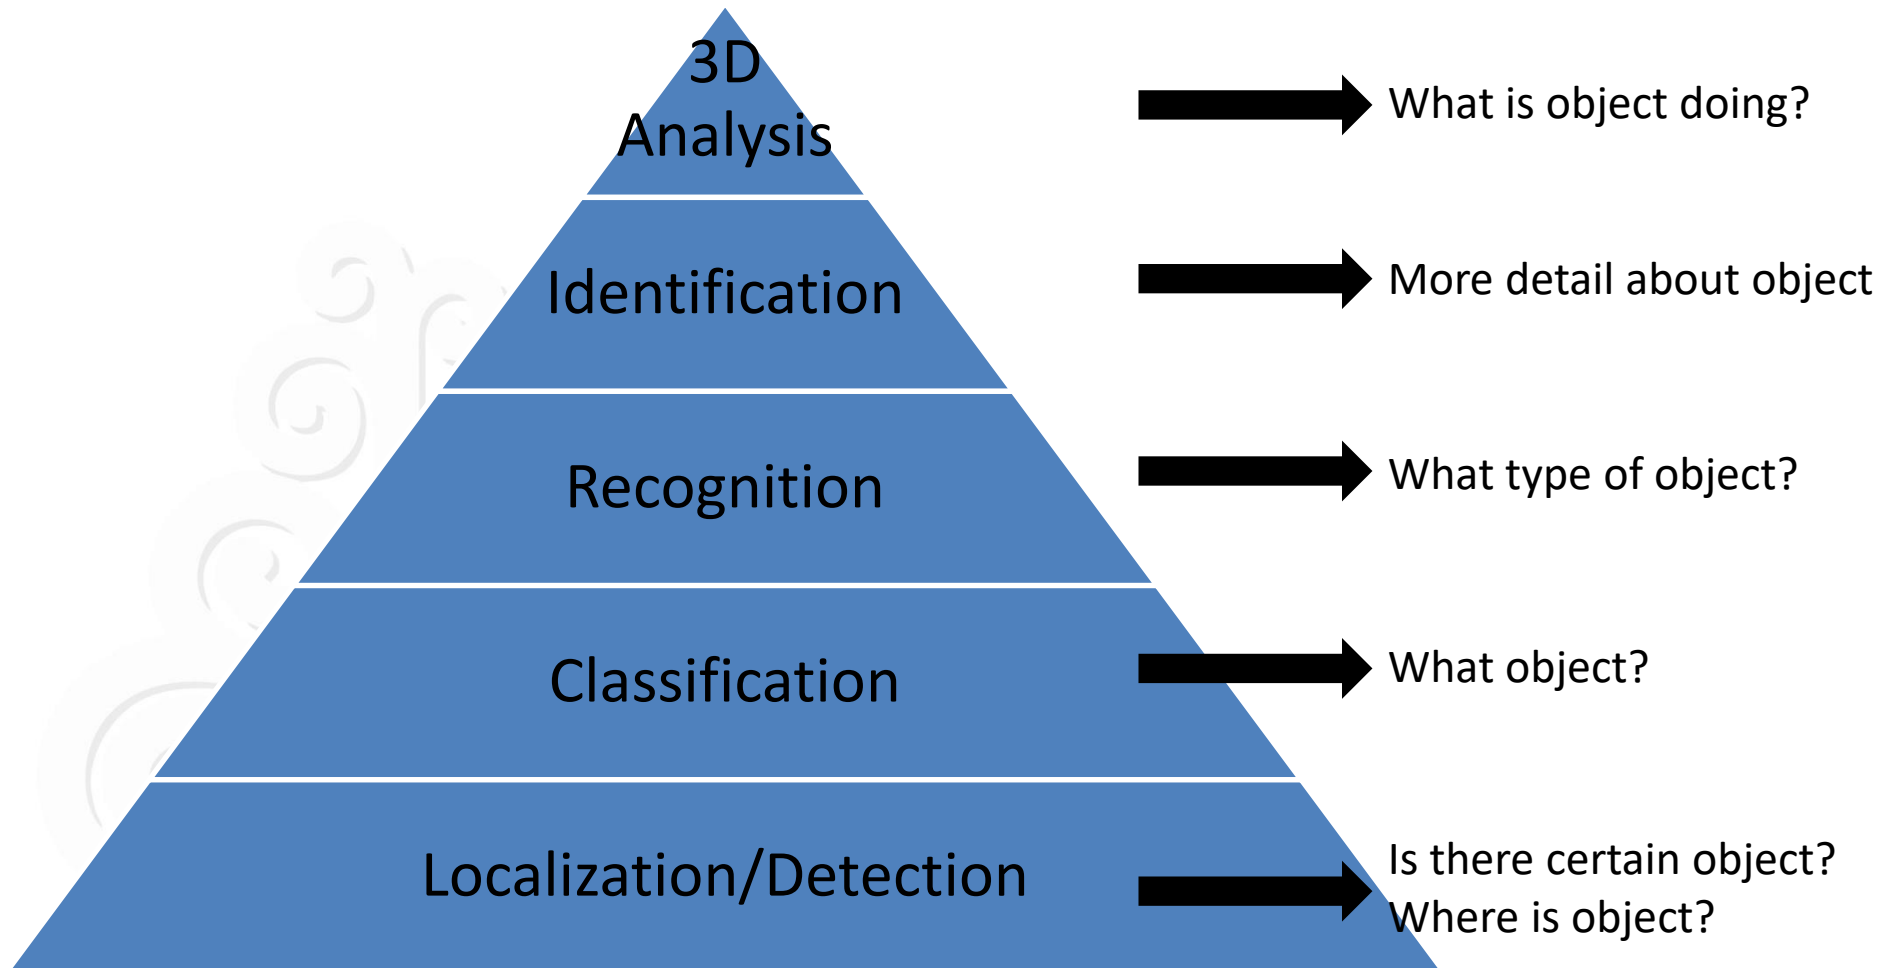 3D
Analysis
What is object doing?
Identification
More detail about object
Recognition
What type of object?
Classification
What object?
Localization/Detection
Is there certain object?
Where is object?